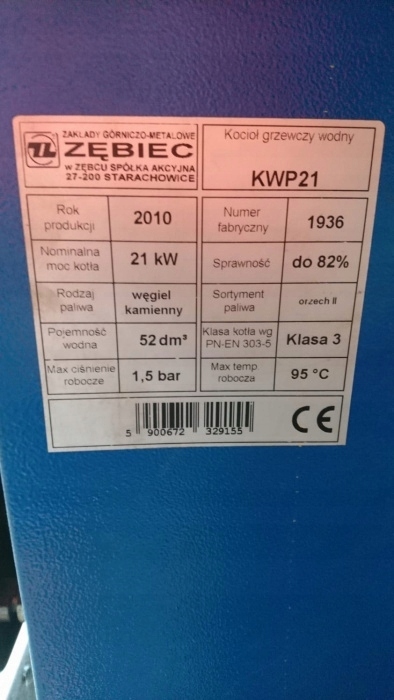 ZAKŁADY GÓRNICZO-METALOWE
ZĘBIEC
W ZĘBCU SPÓŁKA AKCYJNA
27-200 STARACHOWICE
Kocioł grzewczy wodny
KWP21
Rok produkcji
2010
Numer fabryczny
1936
Nominalna moc kotła
21 kW
Sprawność
do 82%
Rodzaj paliwa
węgiel kamienny
Sortyment paliwa
orzech II
Pojemność wodna
52 dm³
Klasa kotła wg PN-EN 303-5
Klasa 3
Max ciśnienie robocze
1,5 bar
Max temp. robocza
95 °C
5 900672 329155
CE